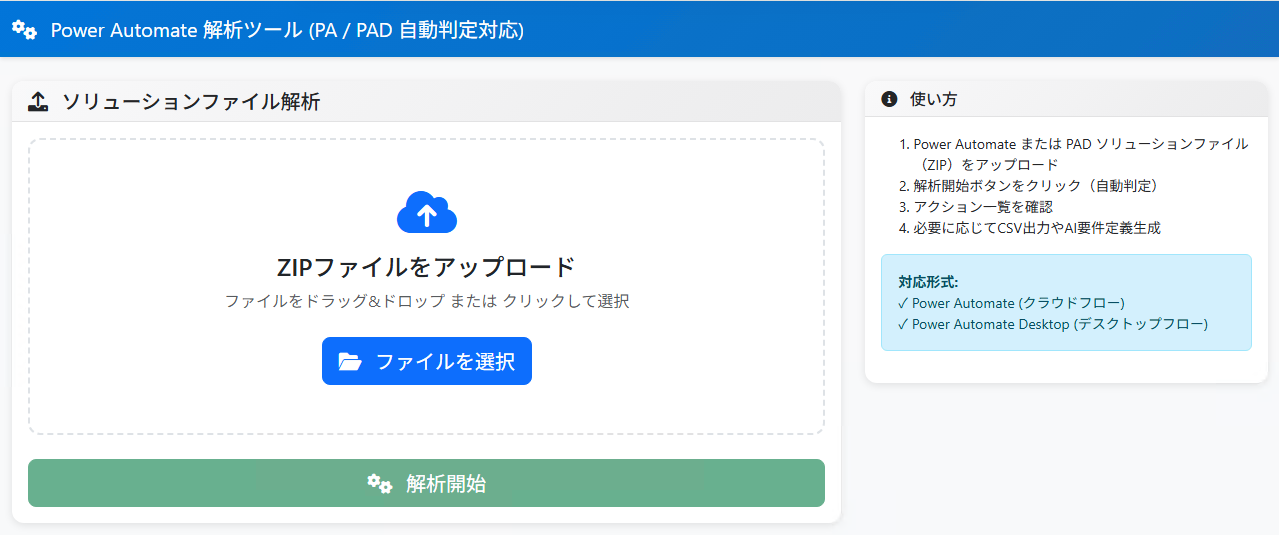 Power Automate 解析ツール (PA / PAD 自動判定対応)
ソリューションファイル解析
ZIPファイルをアップロード
ファイルをドラッグ&ドロップ または クリックして選択
ファイルを選択
解析開始
使い方
1. Power Automate または PAD ソリューションファイル
（ZIP）をアップロード
2. 解析開始ボタンをクリック（自動判定）
3. アクション一覧を確認
4. 必要に応じてCSV出力やAI要件定義生成
対応形式:
✓ Power Automate (クラウドフロー)
✓ Power Automate Desktop (デスクトップフロー)